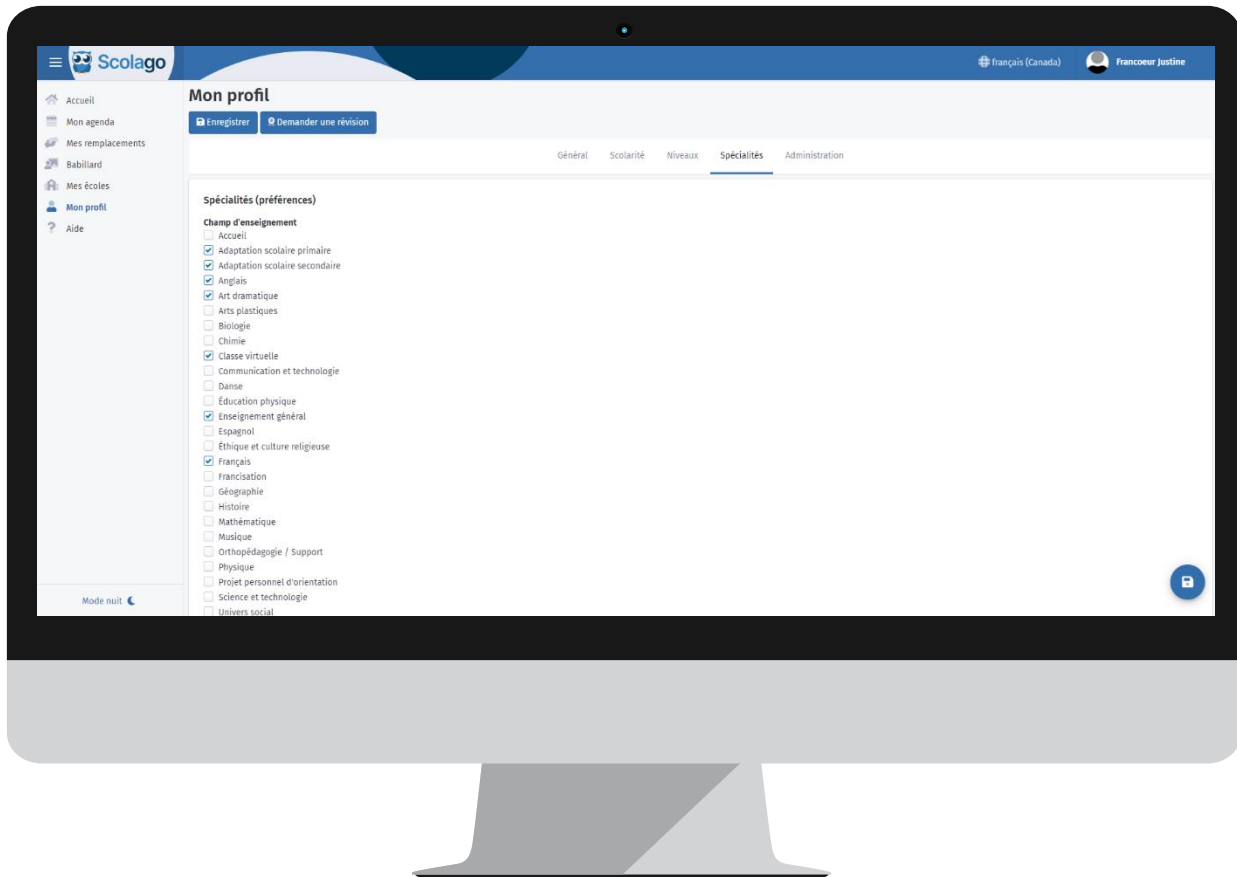 Scolago
français (Canada)
Francoeur Justine
Accueil
Mon agenda
Mes remplacements
Babillard
Mes écoles
Mon profil
Aide
Mode nuit
Mon profil
Enregistrer
Demander une révision
Général Scolarité Niveaux Spécialités Administration
Spécialités (préférences)
Champ d'enseignement
Accueil
Adaptation scolaire primaire
Adaptation scolaire secondaire
Anglais
Art dramatique
Arts plastiques
Biologie
Chimie
Classe virtuelle
Communication et technologie
Danse
Éducation physique
Enseignement général
Espagnol
Éthique et culture religieuse
Français
Francisation
Géographie
Histoire
Mathématique
Musique
Orthopédagogie / Support
Physique
Projet personnel d'orientation
Science et technologie
Univers social